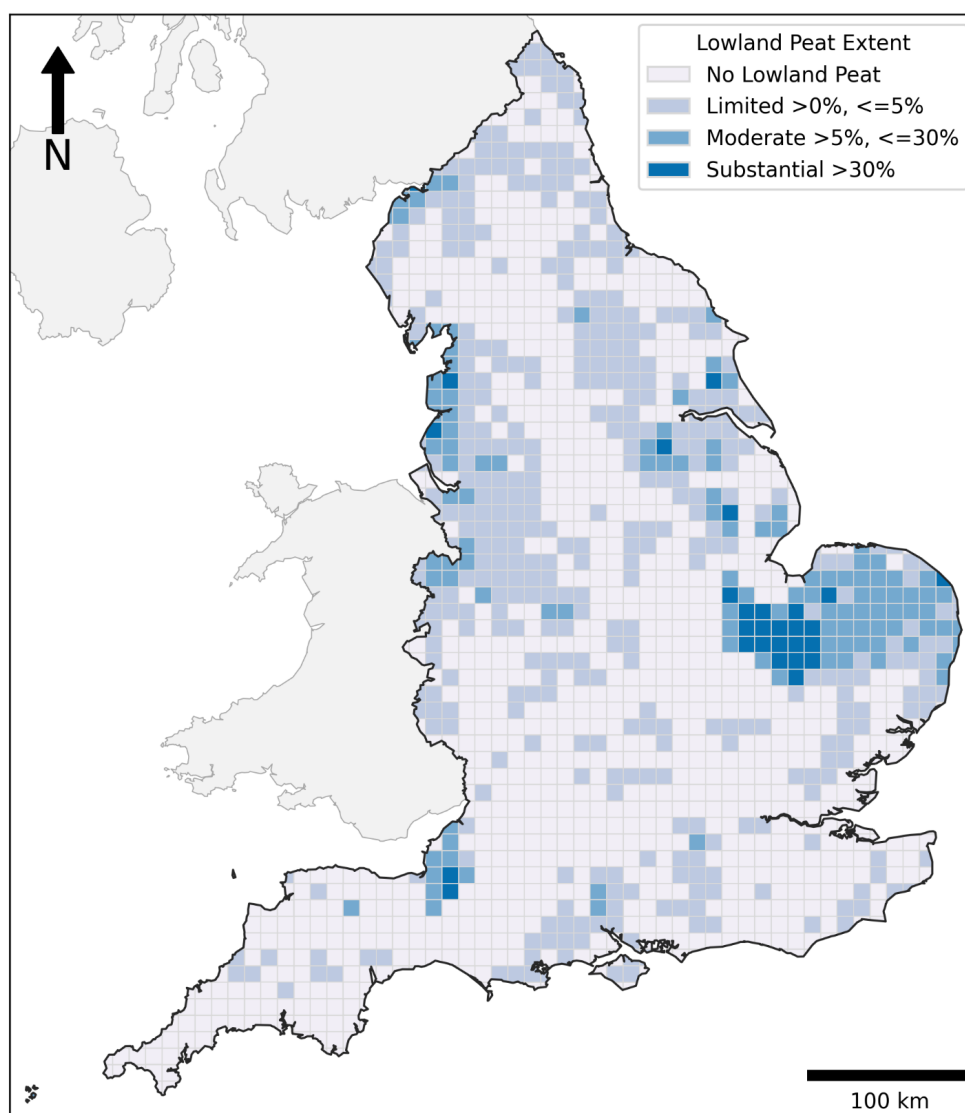 N
Lowland Peat Extent
No Lowland Peat
Limited >0%, <=5%
Moderate >5%, <=30%
Substantial >30%
100 km